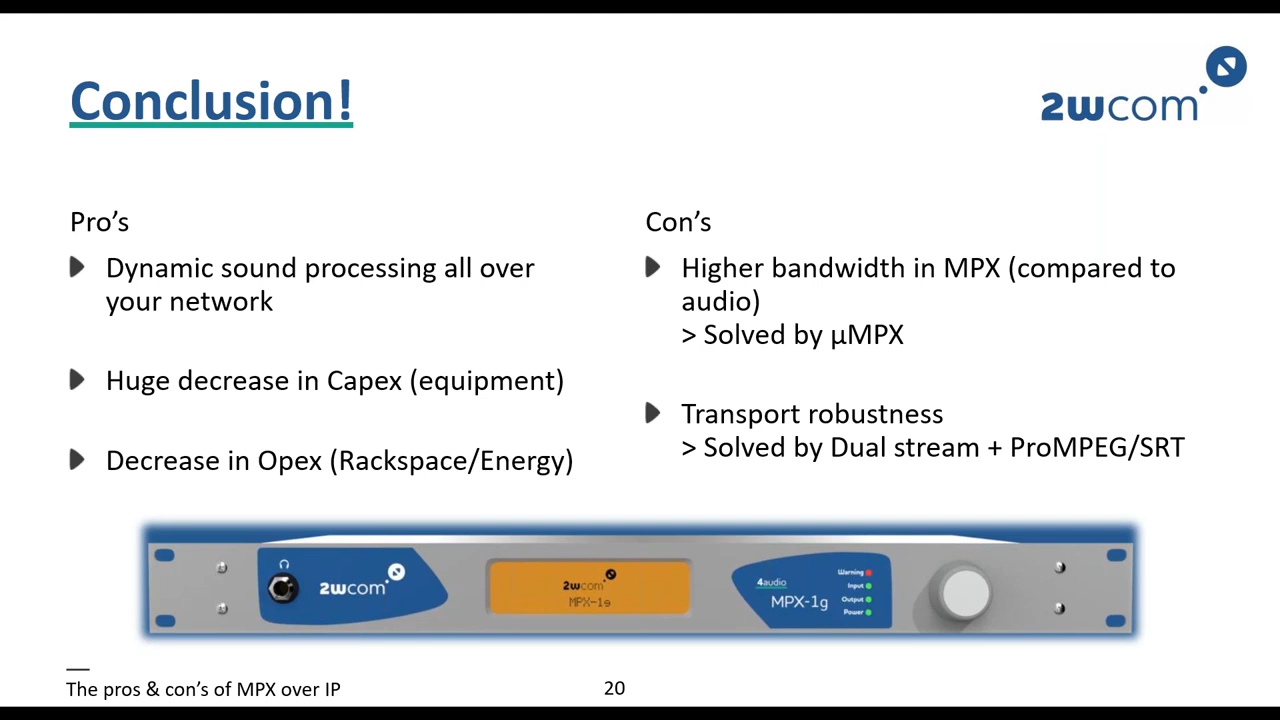 Conclusion!
2wcom
Pro’s
Dynamic sound processing all over
your network
Huge decrease in Capex (equipment)
Decrease in Opex (Rackspace/Energy)
Con’s
Higher bandwidth in MPX (compared to
audio)
> Solved by µMPX
Transport robustness
> Solved by Dual stream + ProMPEG/SRT
2wcom
2wcom
MPX-1g
4audio
MPX-1g
Warning
Input
Output
Power
The pros & con’s of MPX over IP
20